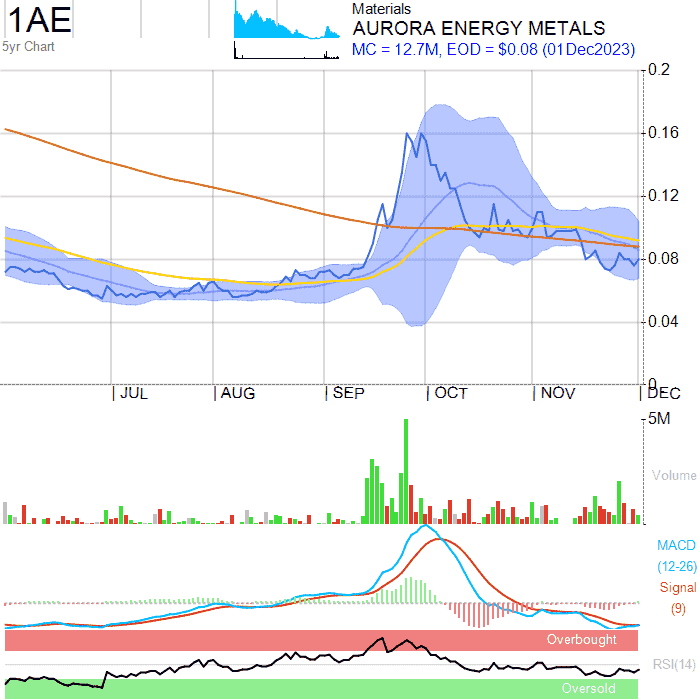 1AE
5yr Chart
Materials
AURORA ENERGY METALS
MC = 12.7M, EOD = $0.08 (01Dec2023)
0.2
0.16
0.12
0.08
0.04
0
JUL AUG SEP OCT NOV DEC
5M
Volume
MACD
(12-26)
Signal
(9)
Overbought
RSI(14)
Oversold